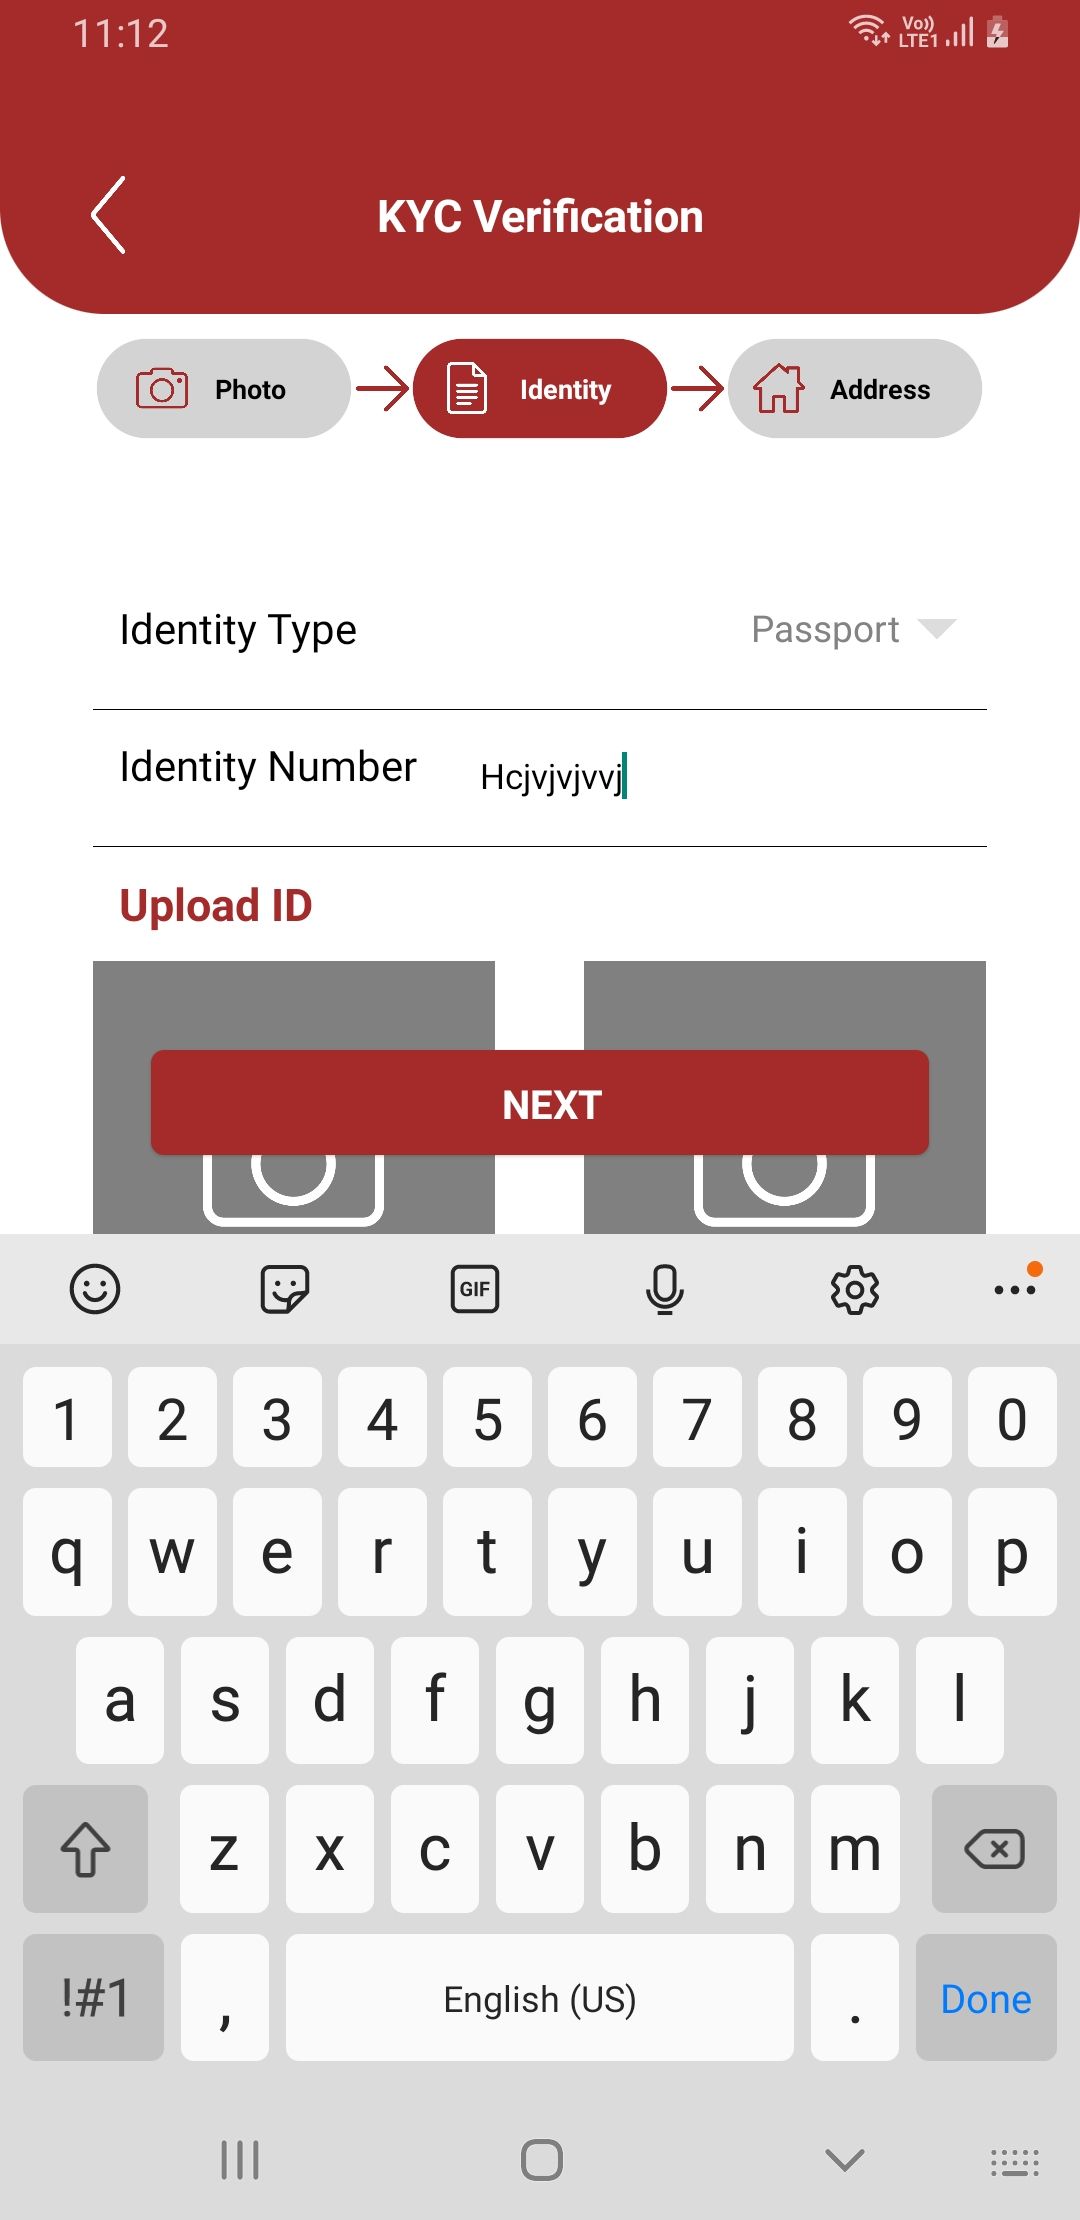 11:12 Vo)) LTE1
KYC Verification
Photo Identity Address
Identity Type Passport
Identity Number Hcjvjvjvvj
Upload ID
NEXT
GIF
1 2 3 4 5 6 7 8 9 0
q w e r t y u i o p
a s d f g h j k l
z x c v b n m
!#1 , English (US) . Done